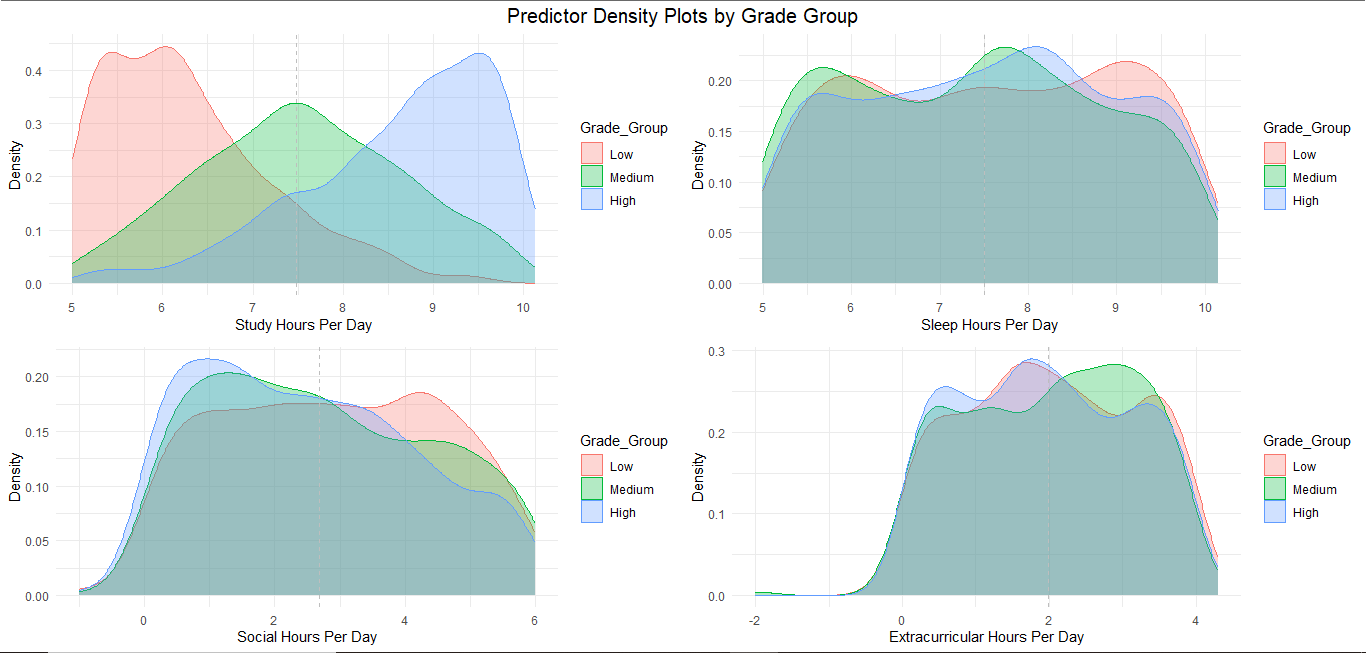 Predictor Density Plots by Grade Group
Density
0.4
0.3
0.2
0.1
0.0
5 6 7 8 9 10
Study Hours Per Day
Grade_Group
Low
Medium
High
Density
0.20
0.15
0.10
0.05
0.00
5 6 7 8 9 10
Sleep Hours Per Day
Grade_Group
Low
Medium
High
Density
0.20
0.15
0.10
0.05
0.00
0 2 4 6
Social Hours Per Day
Grade_Group
Low
Medium
High
Density
0.3
0.2
0.1
0.0
-2 0 2 4
Extracurricular Hours Per Day
Grade_Group
Low
Medium
High